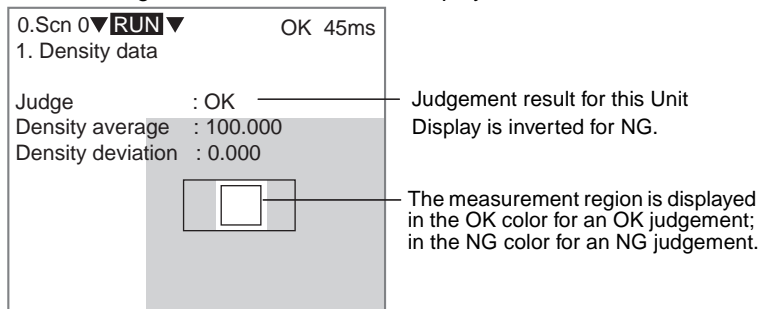 0.Scn 0▼ RUN ▼ OK 45ms
1. Density data
Judge : OK
Density average : 100.000
Density deviation : 0.000
Judgement result for this Unit
Display is inverted for NG.
The measurement region is displayed
in the OK color for an OK judgement;
in the NG color for an NG judgement.